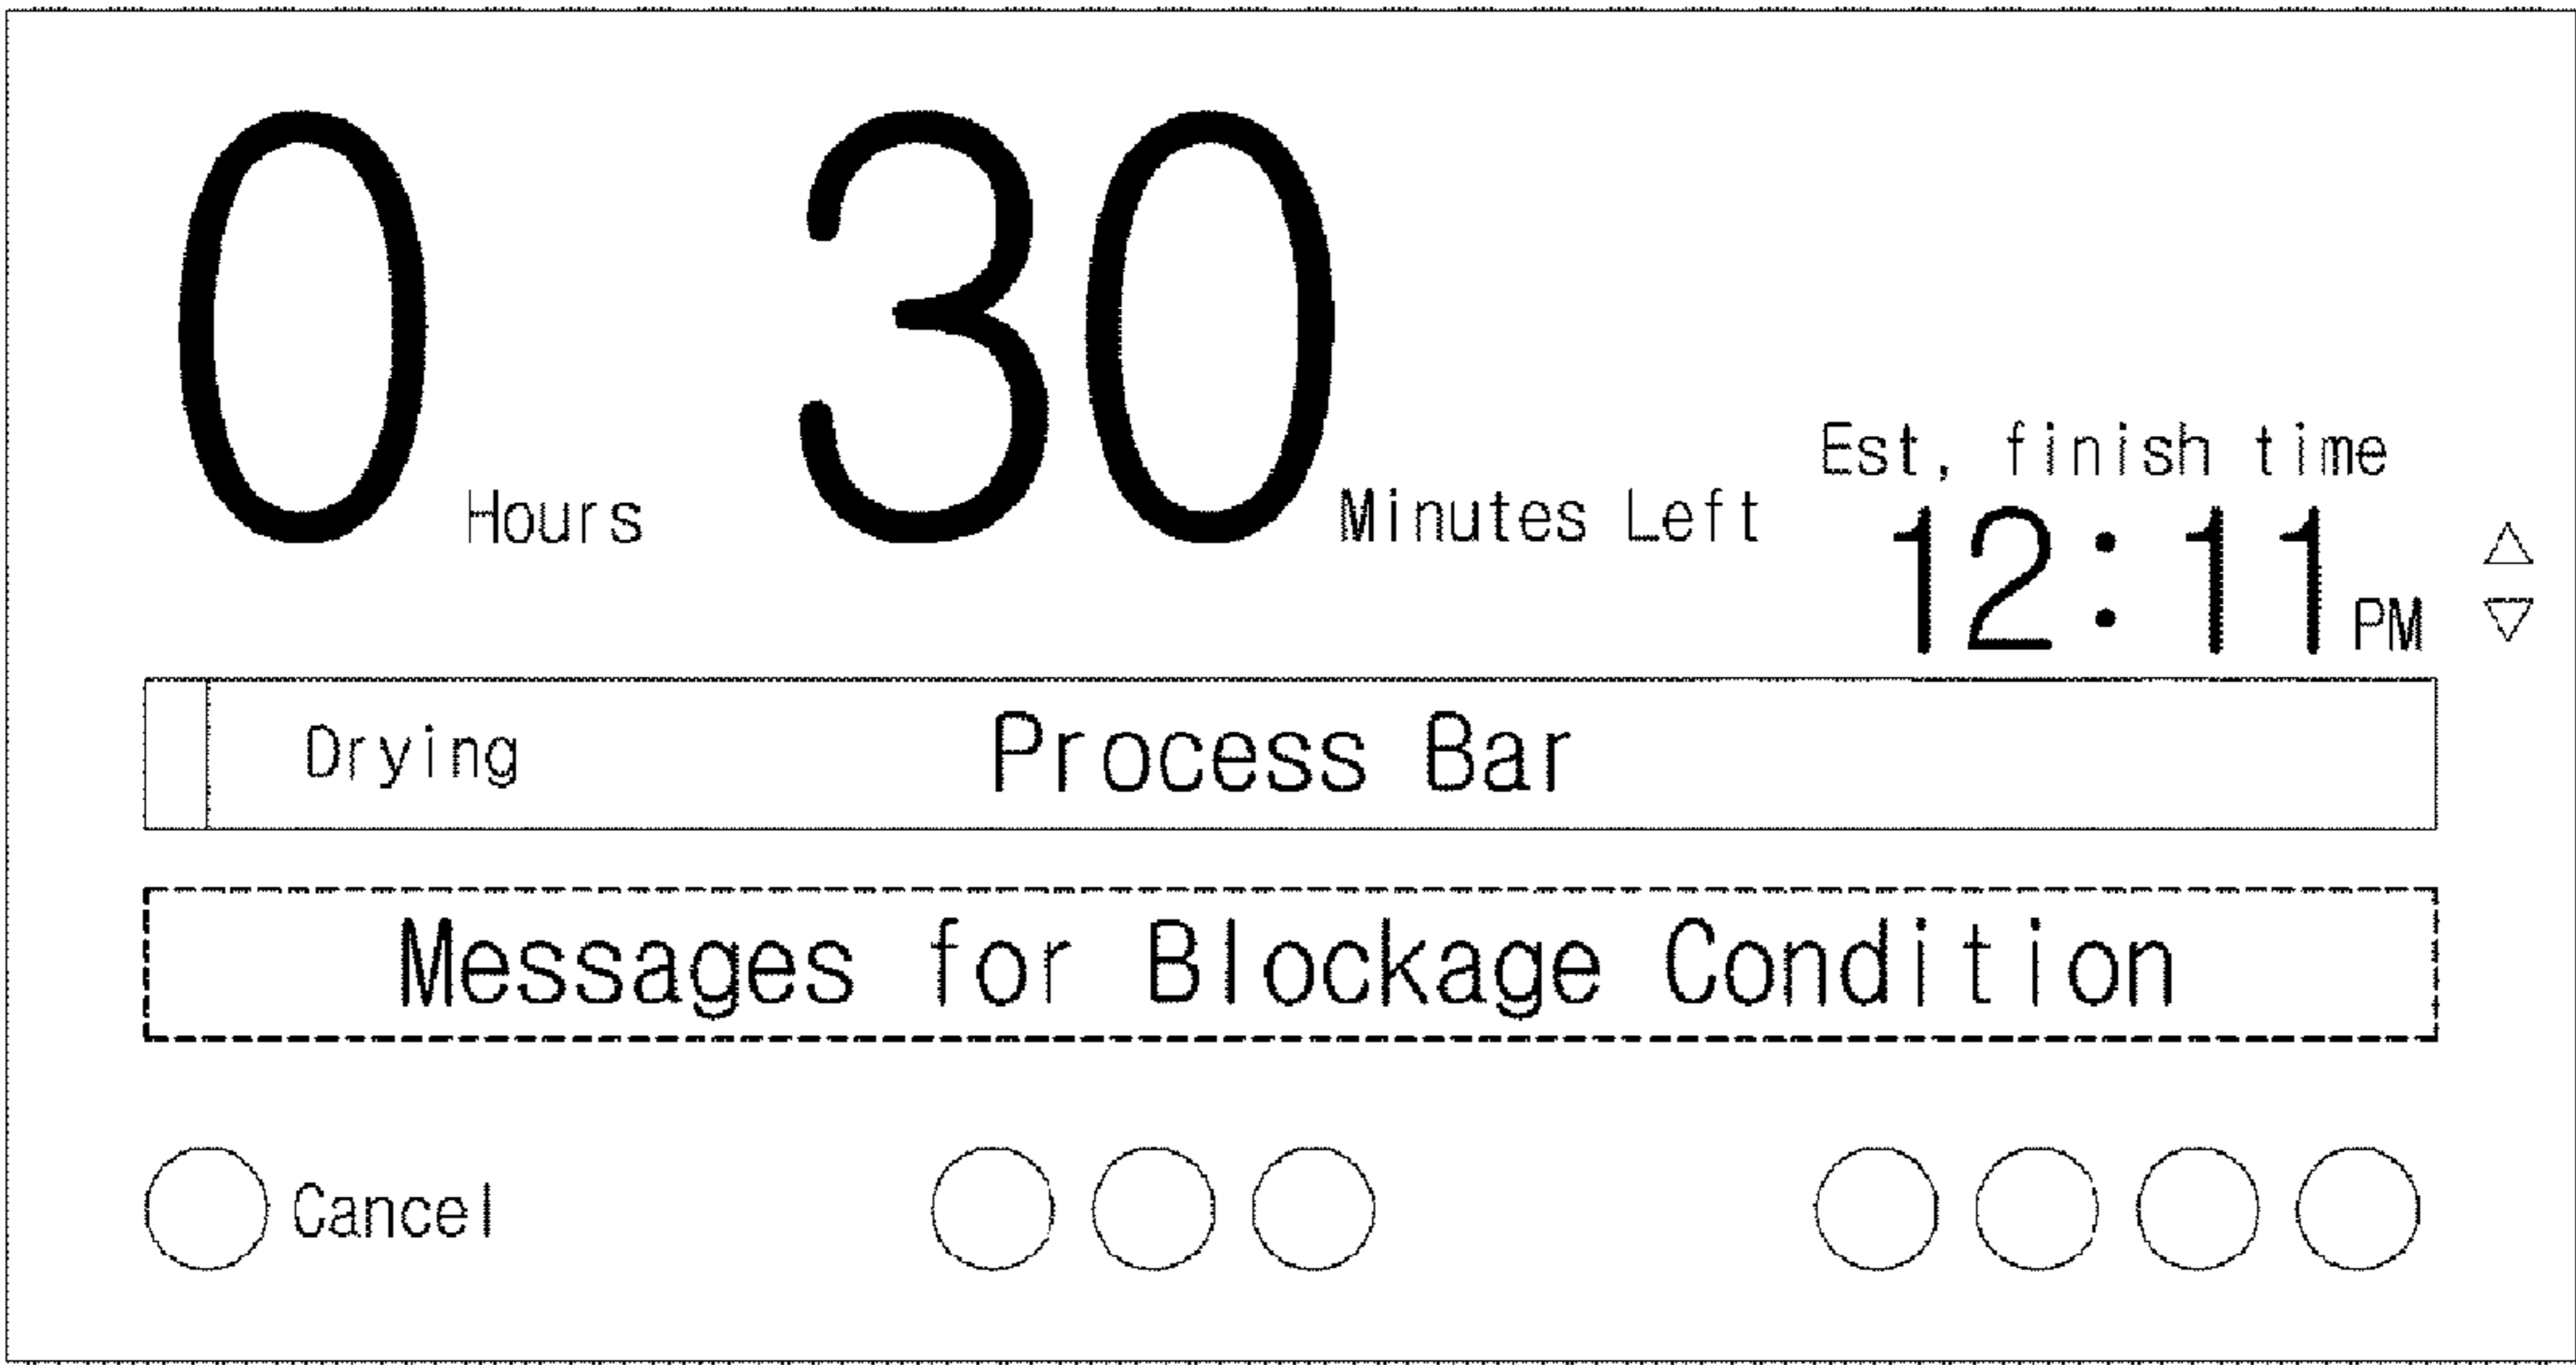 0 Hours 30 Minutes Left
Est, finish time
12:11 PM
Drying Process Bar
Messages for Blockage Condition
Cancel